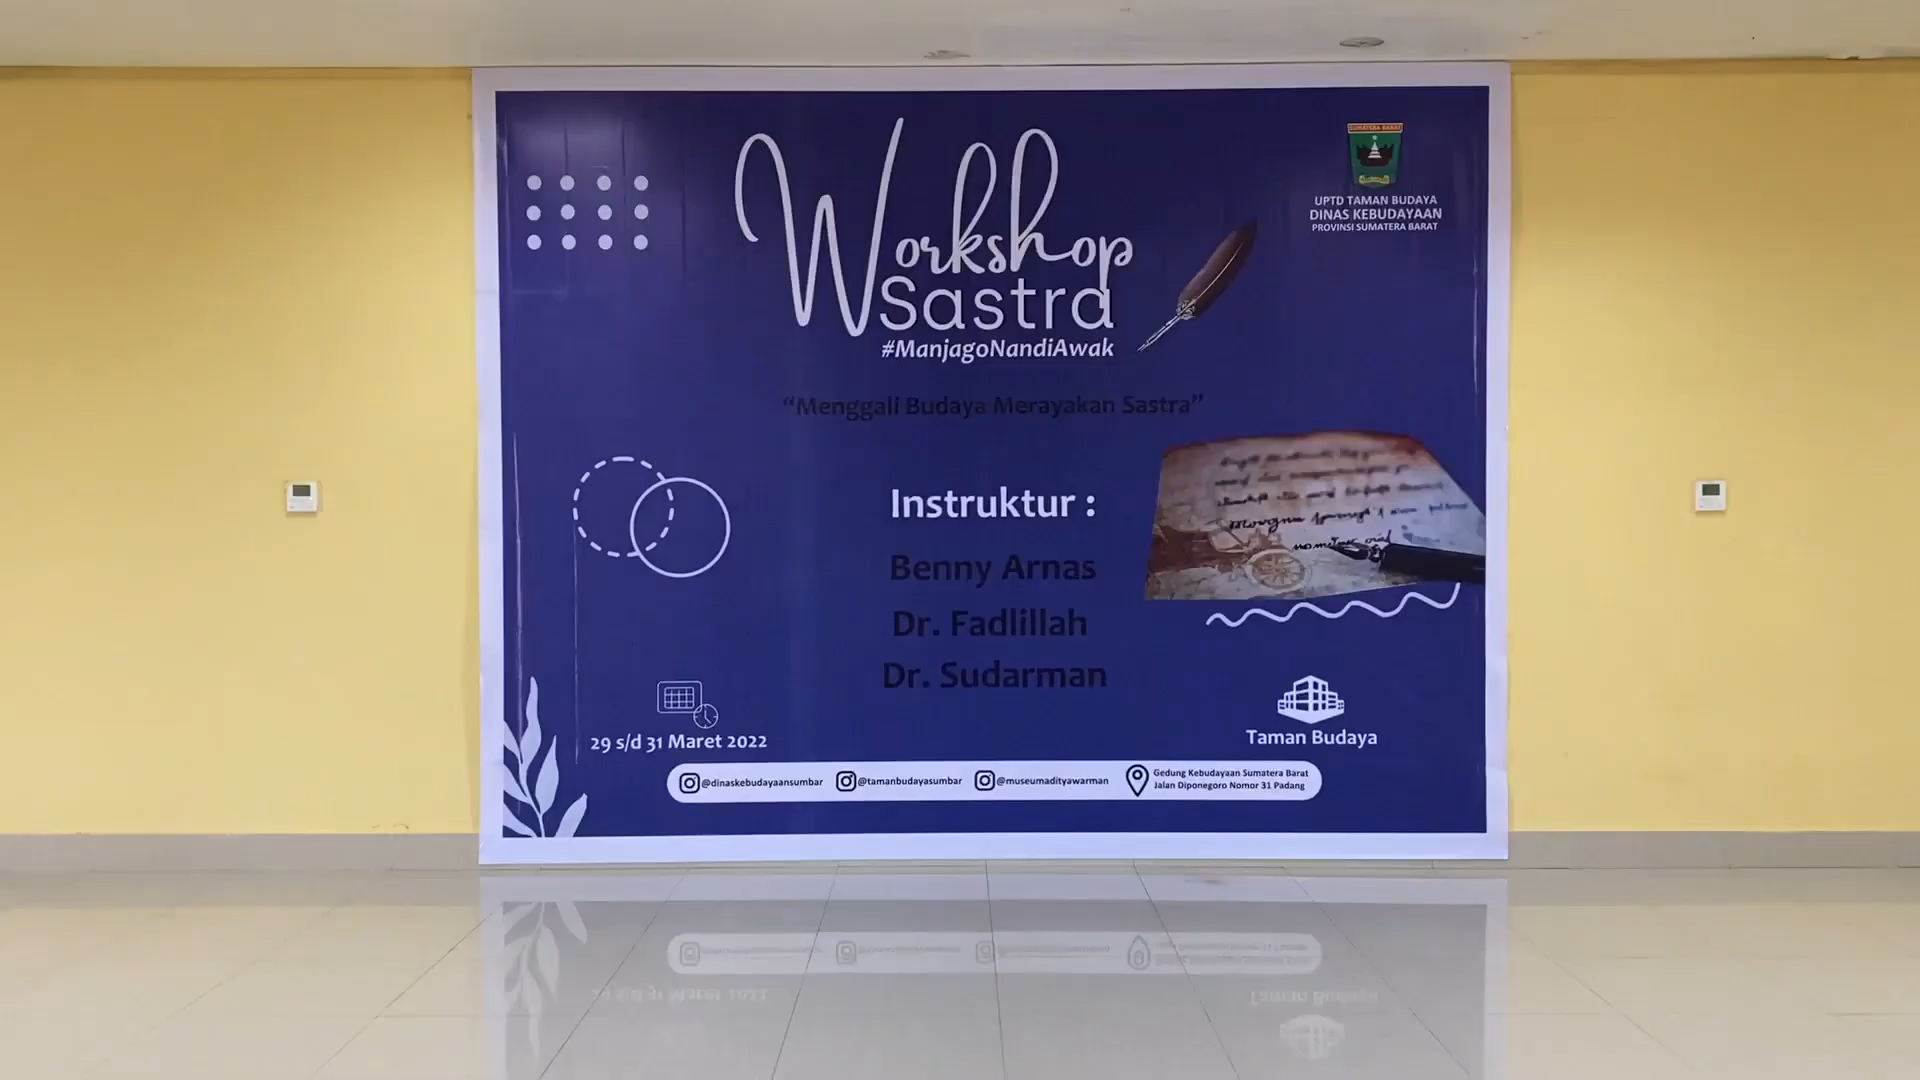 SUMATERA BARAT
UPTD TAMAN BUDAYA
DINAS KEBUDAYAAN
PROVINSI SUMATERA BARAT
Workshop
Sastra
#ManjagoNandiAwak
“Menggali Budaya Merayakan Sastra”
Instruktur :
Benny Arnas
Dr. Fadlillah
Dr. Sudarman
29 s/d 31 Maret 2022
Taman Budaya
@dinaskebudayaansumbar @tamanbudayasumbar @museumadityawarman
Gedung Kebudayaan Sumatera Barat
Jalan Diponegoro Nomor 31 Padang